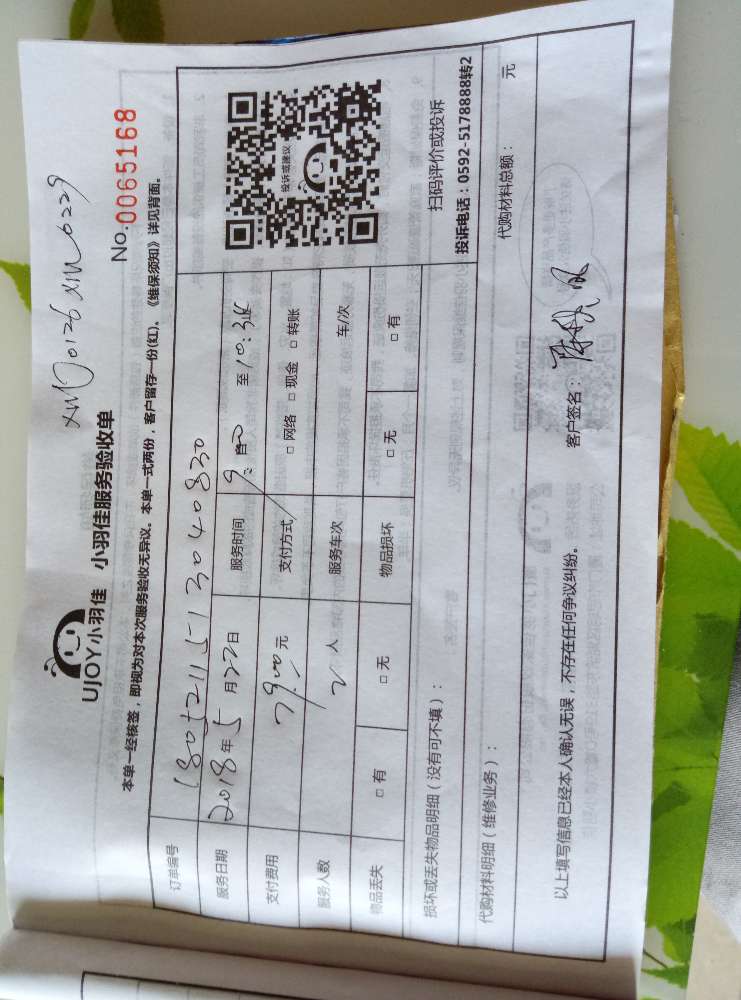 UJOY小羽佳 小羽佳服务验收单
No.0065168
本单一经核签，即视为对本次服务验收无异议。本单一式两份，客户留存一份(红)。《维保须知》详见背面。
订单编号 1805211513040830
服务日期 2018年5月22日 服务时间 9:00 至10:30
支付费用 79.00元 支付方式 □ 网络 □ 现金 □ 转账
服务人数 2人 服务车次 车/次
物品丢失 □ 有 □ 无 物品损坏 □ 无 □ 有
投诉或建议
扫码评价或投诉
投诉电话：0592-5178888转2
损坏或丢失物品明细（没有可不填）：
代购材料明细（维修业务）： 代购材料总额： 元
以上填写信息已经本人确认无误，不存在任何争议纠纷。 客户签名：